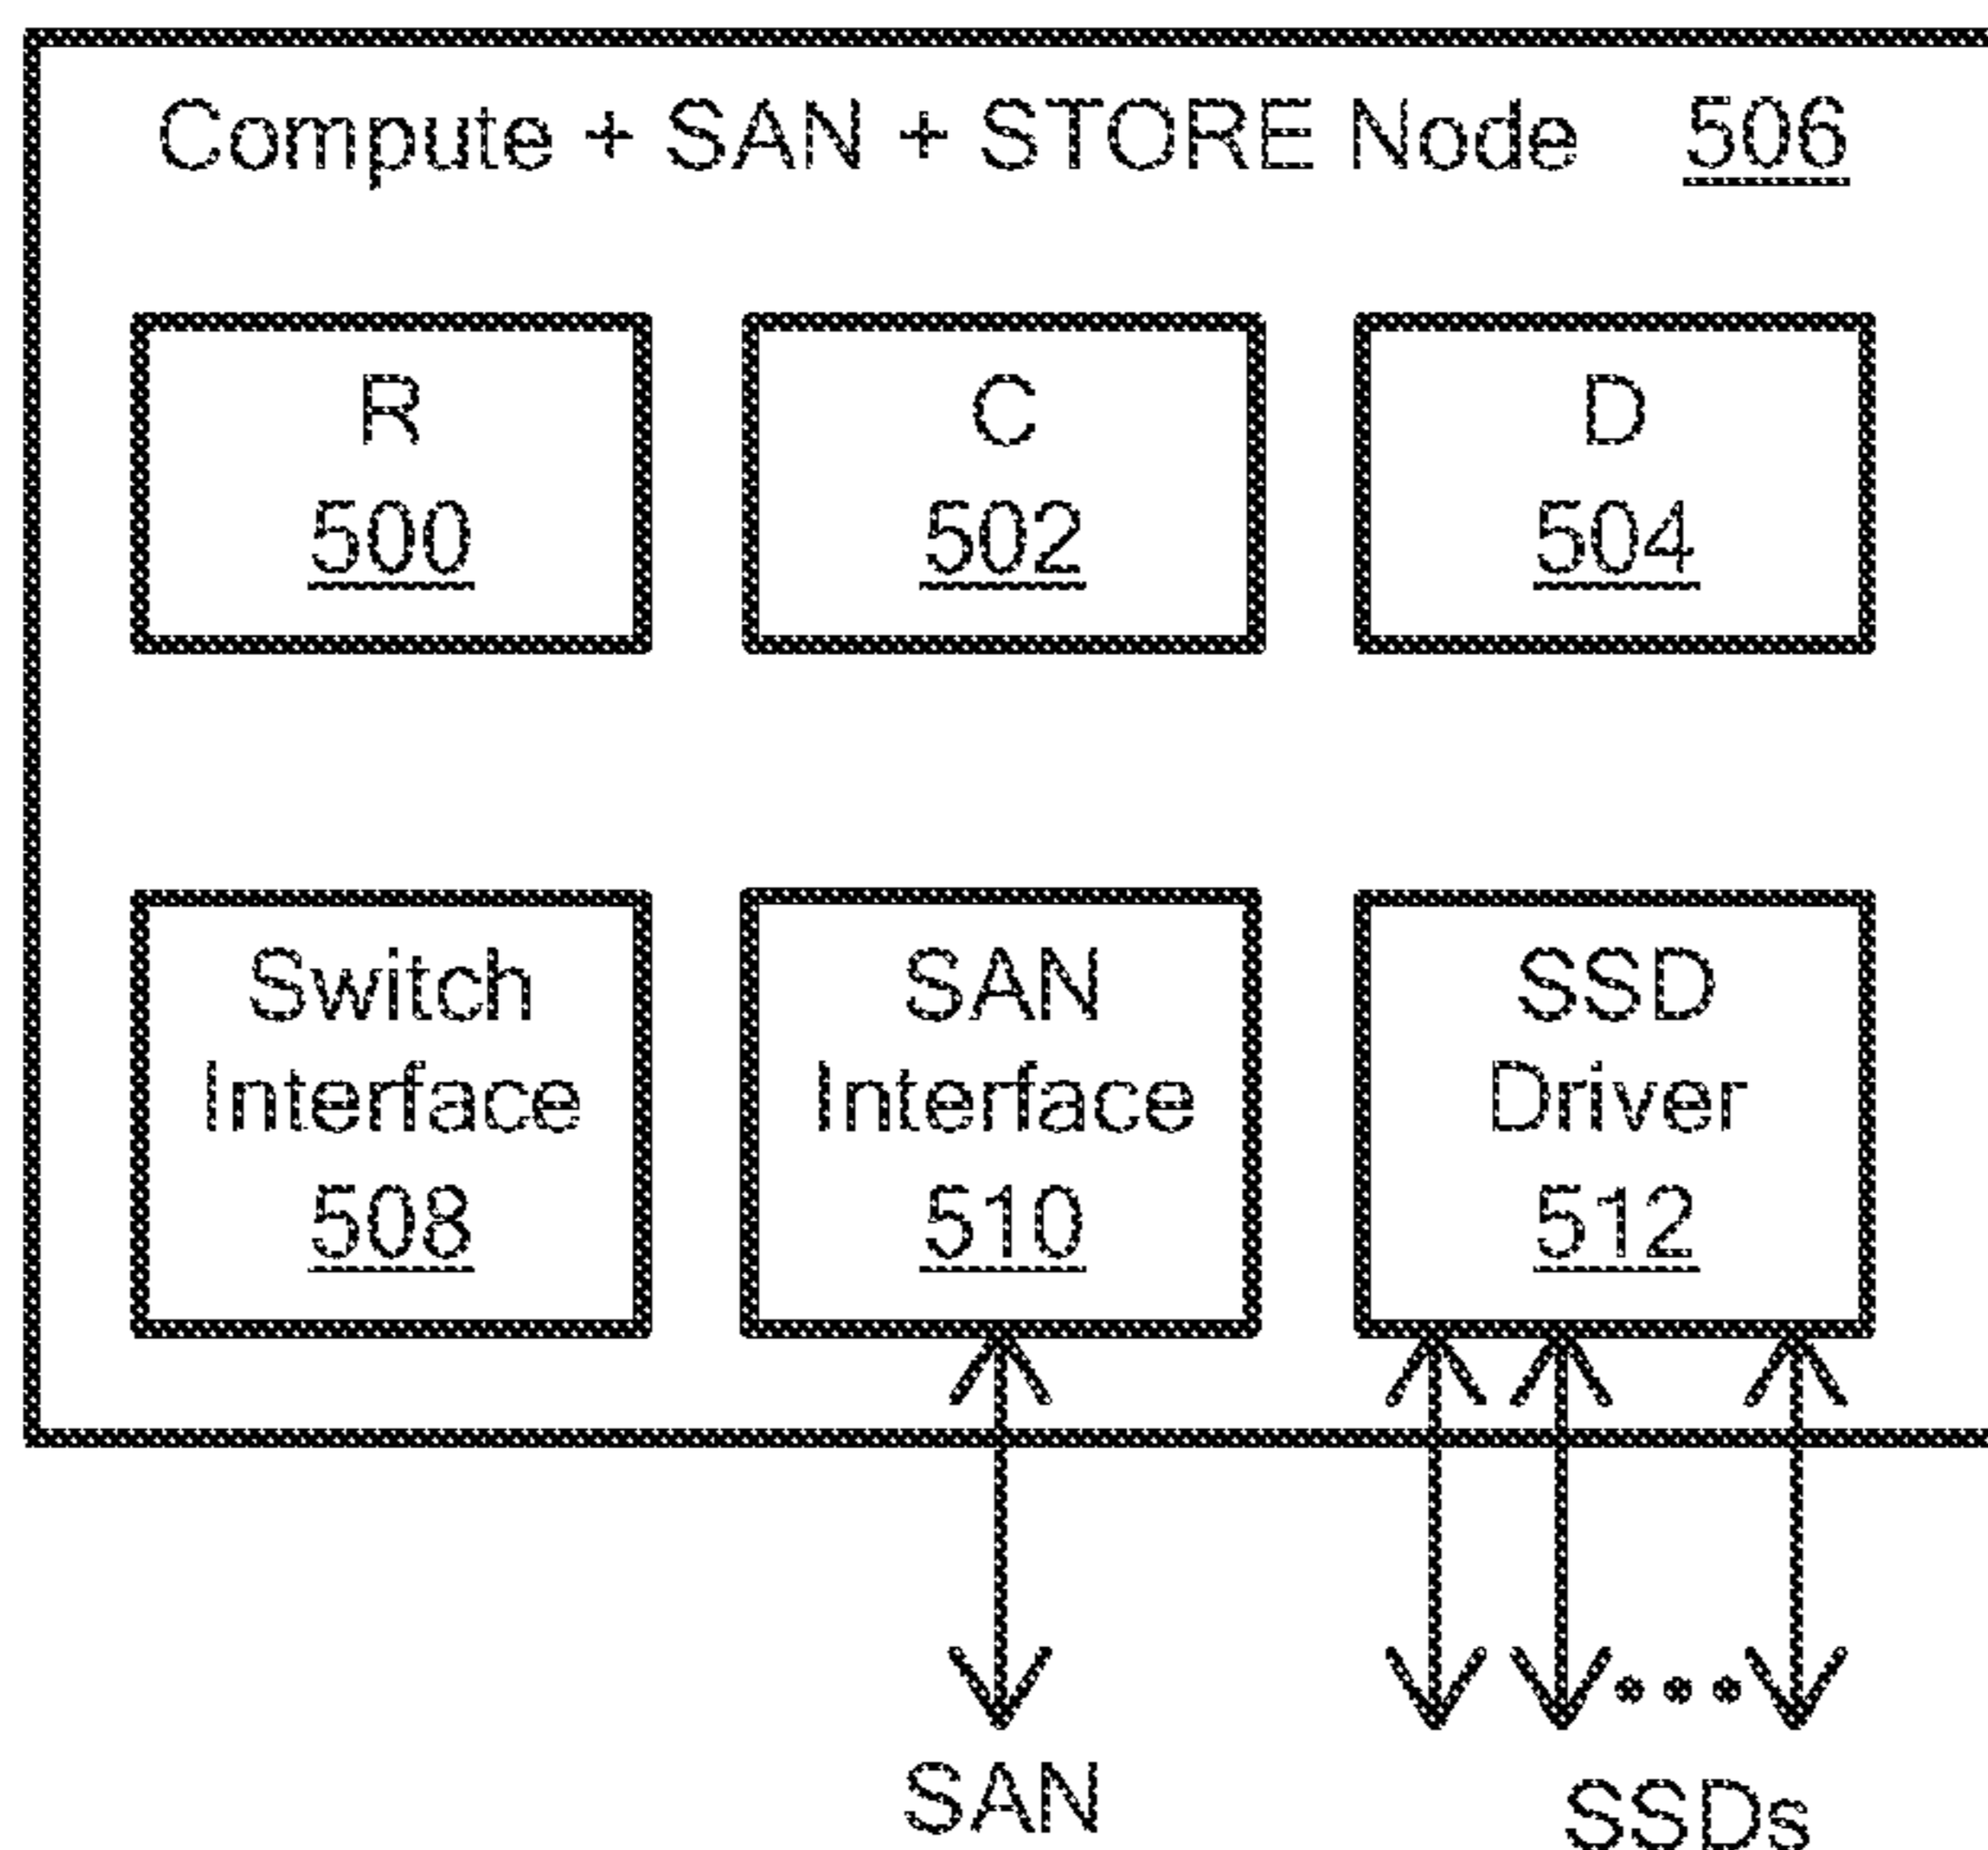 Compute + SAN + STORE Node 506
R
500
C
502
D
504
Switch
Interface
508
SAN
Interface
510
SSD
Driver
512
SAN
SSDs